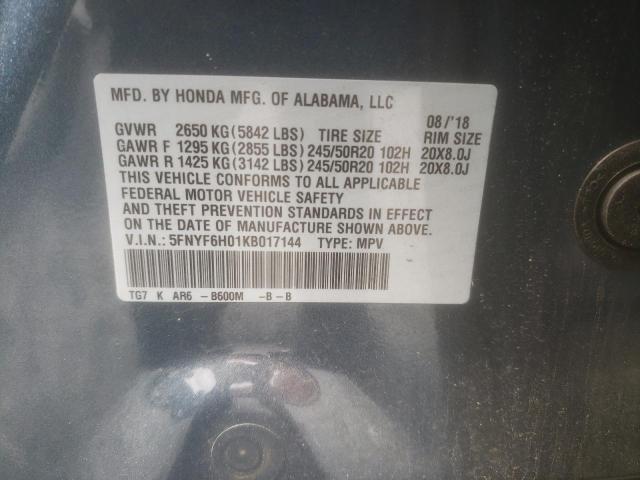 MFD. BY HONDA MFG. OF ALABAMA, LLC 08/'18
GVWR 2650 KG(5842 LBS) TIRE SIZE RIM SIZE
GAWR F 1295 KG(2855 LBS)245/50R20 102H 20X8.0J
GAWR R 1425 KG(3142 LBS)245/50R20 102H 20X8.0J
THIS VEHICLE CONFORMS TO ALL APPLICABLE
FEDERAL MOTOR VEHICLE SAFETY
AND THEFT PREVENTION STANDARDS IN EFFECT
ON THE DATE OF MANUFACTURE SHOWN ABOVE.
V.I.N.: 5FNYF6H01KB017144 TYPE: MPV
TG7 K AR6 -B600M -B-B